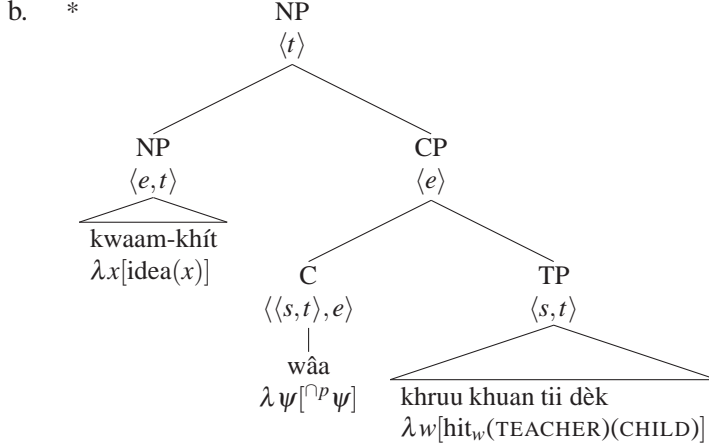 b. * NP
⟨t⟩
NP CP
⟨e,t⟩ ⟨e⟩
kwaam-khít C TP
λx[idea(x)] ⟨⟨s,t⟩,e⟩ ⟨s,t⟩
wâa khruu khuan tii dèk
λψ[∩pψ] λw[hitw(TEACHER)(CHILD)]